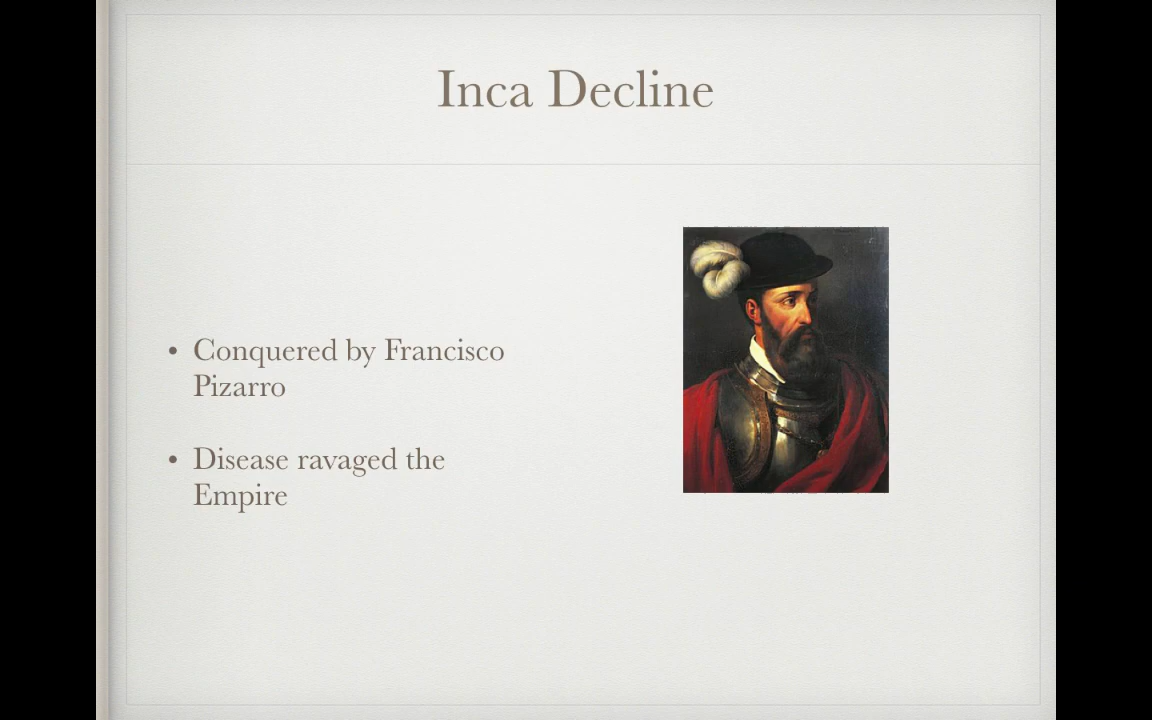 Inca Decline
• Conquered by Francisco
Pizarro
• Disease ravaged the
Empire